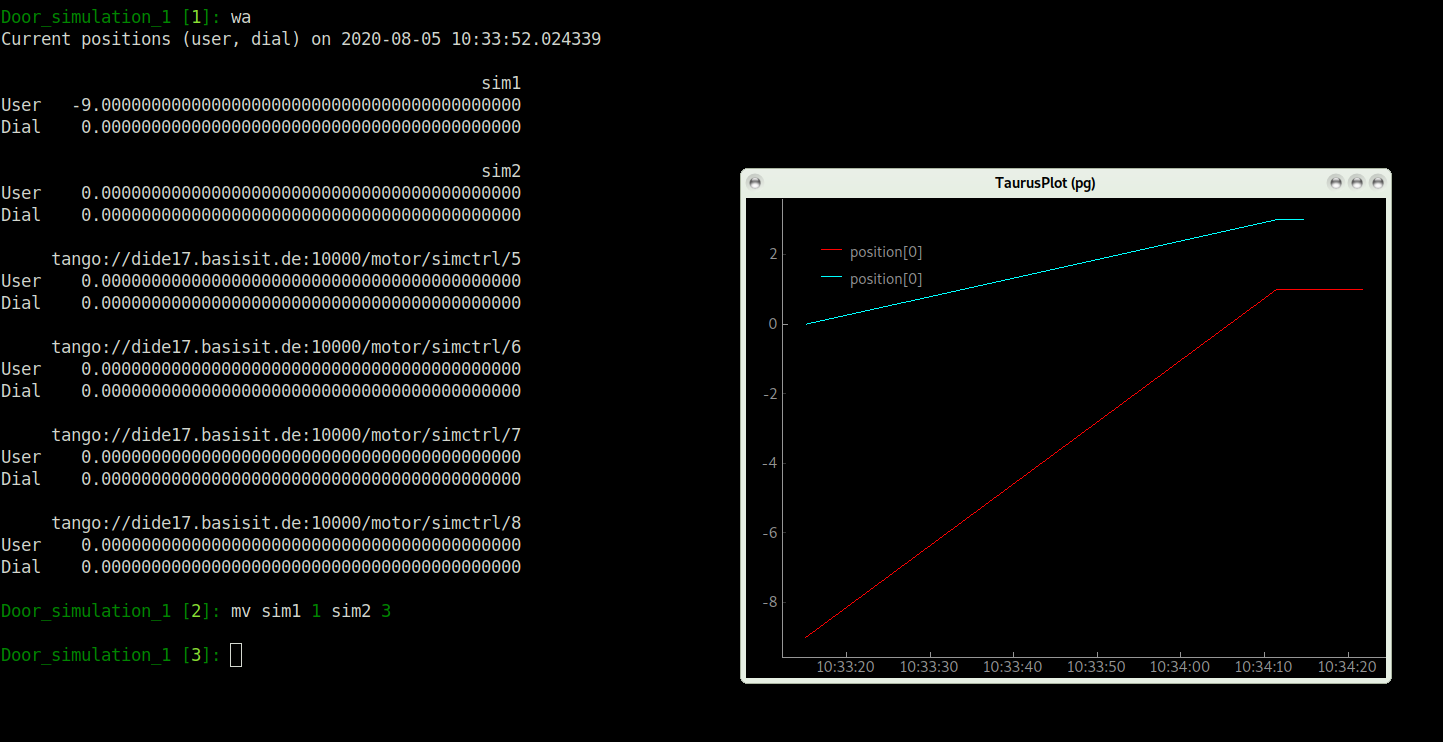 Door_simulation_1 [1]: wa
Current positions (user, dial) on 2020-08-05 10:33:52.024339
sim1
User   -9.000000000000000000000000000000000000000000
Dial    0.000000000000000000000000000000000000000000
sim2
User    0.000000000000000000000000000000000000000000
Dial    0.000000000000000000000000000000000000000000
tango://dide17.basisit.de:10000/motor/simctrl/5
User    0.000000000000000000000000000000000000000000
Dial    0.000000000000000000000000000000000000000000
tango://dide17.basisit.de:10000/motor/simctrl/6
User    0.000000000000000000000000000000000000000000
Dial    0.000000000000000000000000000000000000000000
tango://dide17.basisit.de:10000/motor/simctrl/7
User    0.000000000000000000000000000000000000000000
Dial    0.000000000000000000000000000000000000000000
tango://dide17.basisit.de:10000/motor/simctrl/8
User    0.000000000000000000000000000000000000000000
Dial    0.000000000000000000000000000000000000000000
Door_simulation_1 [2]: mv sim1 1 sim2 3
Door_simulation_1 [3]:
TaurusPlot (pg)
position[0]
position[0]
2
0
-2
-4
-6
-8
10:33:20 10:33:30 10:33:40 10:33:50 10:34:00 10:34:10 10:34:20